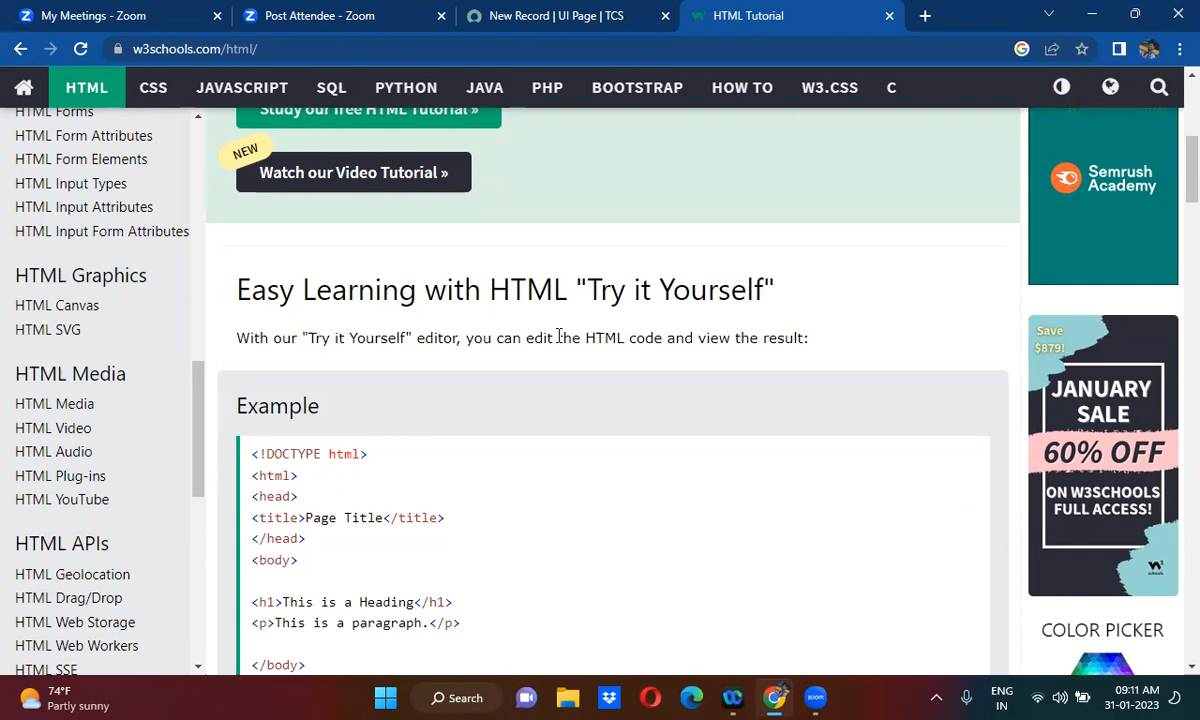 My Meetings - Zoom
Post Attendee - Zoom
New Record | UI Page | TCS
HTML Tutorial
w3schools.com/html/
HTML
CSS
JAVASCRIPT
SQL
PYTHON
JAVA
PHP
BOOTSTRAP
HOW TO
W3.CSS
C
HTML Forms
HTML Form Attributes
HTML Form Elements
HTML Input Types
HTML Input Attributes
HTML Input Form Attributes
HTML Graphics
HTML Canvas
HTML SVG
HTML Media
HTML Media
HTML Video
HTML Audio
HTML Plug-ins
HTML YouTube
HTML APIs
HTML Geolocation
HTML Drag/Drop
HTML Web Storage
HTML Web Workers
HTML SSE
Study our free HTML Tutorial »
NEW
Watch our Video Tutorial »
Easy Learning with HTML "Try it Yourself"
With our "Try it Yourself" editor, you can edit the HTML code and view the result:
Example
<!DOCTYPE html>
<html>
<head>
<title>Page Title</title>
</head>
<body>
<h1>This is a Heading</h1>
<p>This is a paragraph.</p>
</body>
Semrush
Academy
Save
$879!
JANUARY
SALE
60% OFF
ON W3SCHOOLS
FULL ACCESS!
COLOR PICKER
74°F
Partly sunny
Search
zoom
ENG
IN
09:11 AM
31-01-2023